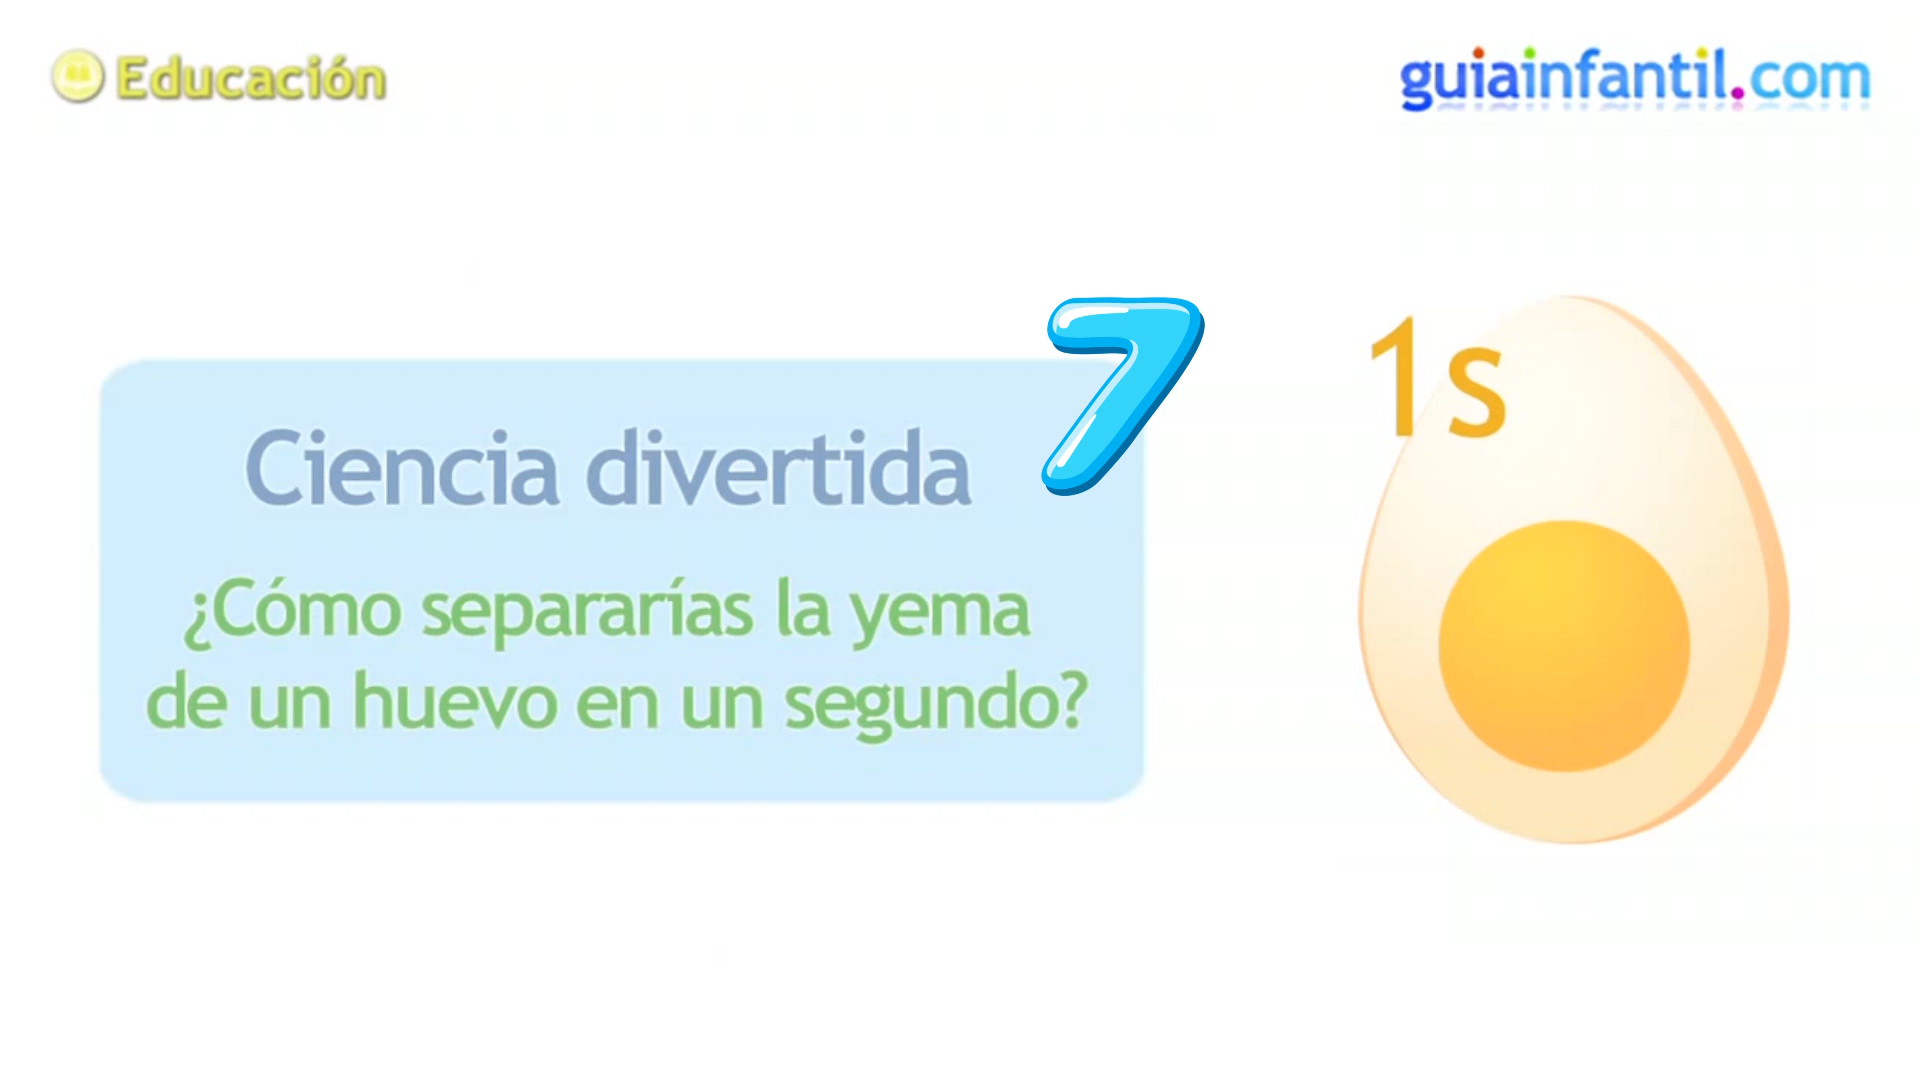 Educación
guiainfantil.com
7
1s
Ciencia divertida
¿Cómo separarías la yema
de un huevo en un segundo?